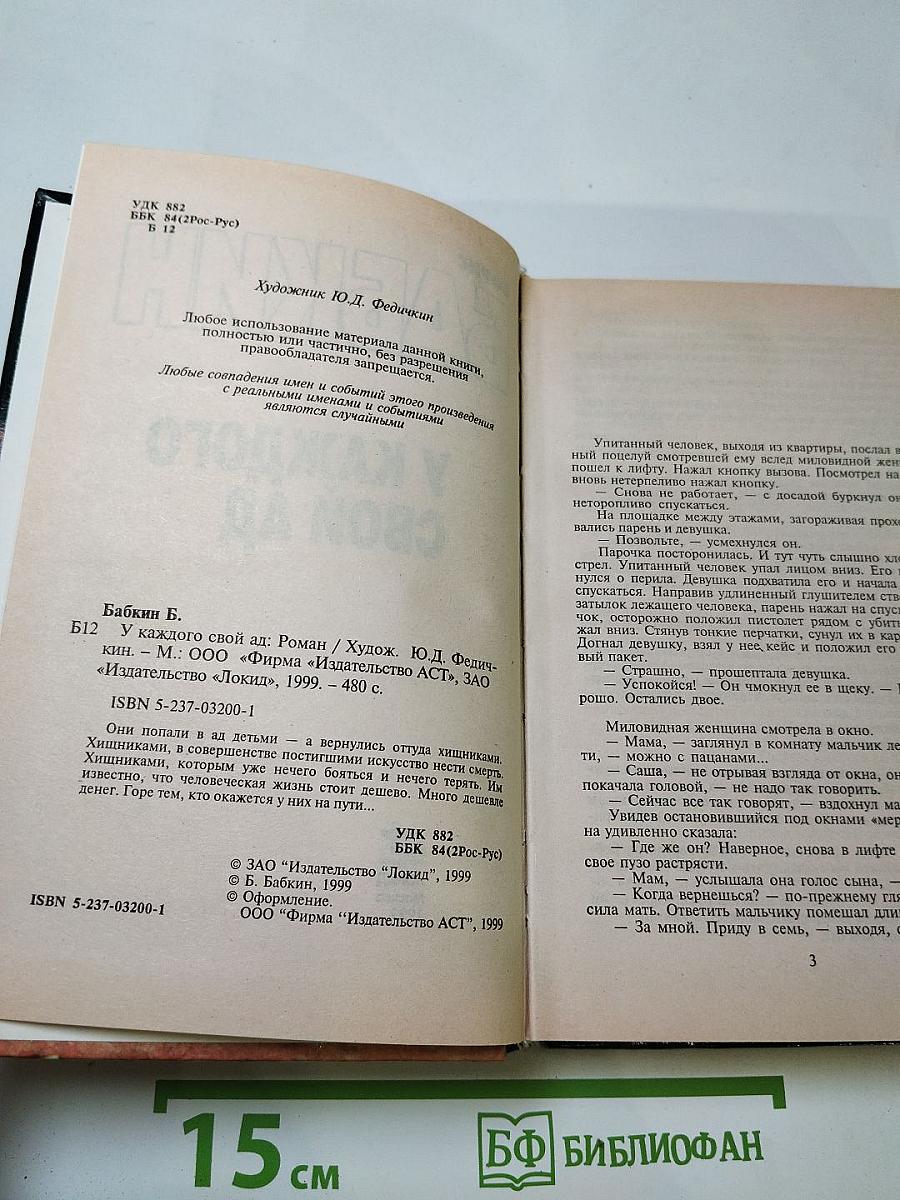 УДК 882
ББК 84(2Рос-Рус)
Б 12
Художник Ю.Д. Федичкин
Любое использование материала данной книги,
полностью или частично, без разрешения
правообладателя запрещается.
Любые совпадения имен и событий этого произведения
с реальными именами и событиями
являются случайными
Бабкин Б.
Б12 У каждого свой ад: Роман / Худож. Ю.Д. Федич-
кин. – М.: ООО «Фирма «Издательство АСТ», ЗАО
«Издательство «Локид», 1999. – 480 с.
ISBN 5-237-03200-1
Они попали в ад детьми — а вернулись оттуда хищниками.
Хищниками, в совершенстве постигшими искусство нести смерть.
Хищниками, которым уже нечего бояться и нечего терять. Им
известно, что человеческая жизнь стоит дешево. Много дешевле
денег. Горе тем, кто окажется у них на пути...
УДК 882
ББК 84(2Рос-Рус)
© ЗАО “Издательство “Локид”, 1999
© Б. Бабкин, 1999
© Оформление.
ООО “Фирма “Издательство АСТ”, 1999
ISBN 5-237-03200-1
Упитанный человек, выходя из квартиры, послал
ный поцелуй смотревшей ему вслед миловидной
пошел к лифту. Нажал кнопку вызова. Посмотрел на
вновь нетерпеливо нажал кнопку.
— Снова не работает, — с досадой буркнул
неторопливо спускаться.
На площадке между этажами, загораживая
вались парень и девушка.
— Позвольте, — усмехнулся он.
Парочка посторонилась. И тут чуть слышно
стрел. Упитанный человек упал лицом вниз. Его
нулся о перила. Девушка подхватила его и начала
спускаться. Направив удлиненный глушителем
затылок лежащего человека, парень нажал на
чок, осторожно положил пистолет рядом с
жал вниз. Стянув тонкие перчатки, сунул их в
Догнал девушку, взял у нее кейс и положил его
вый пакет.
— Страшно, — прошептала девушка.
— Успокойся! — Он чмокнул ее в щеку. —
рошо. Остались двое.
Миловидная женщина смотрела в окно.
— Мама, — заглянул в комнату мальчик
ти, — можно с пацанами...
— Саша, — не отрывая взгляда от окна,
покачала головой, — не надо так говорить.
— Сейчас все так говорят, — вздохнул
Увидев остановившийся под окнами
на удивленно сказала:
— Где же он? Наверное, снова в лифте
свое пузо растрясти.
— Мам, — услышала она голос сына, —
— Когда вернешься? — по-прежнему
сила мать. Ответить мальчику помешал
— За мной. Приду в семь, — выходя,
3
15 см
БФ БИБЛИОФАН